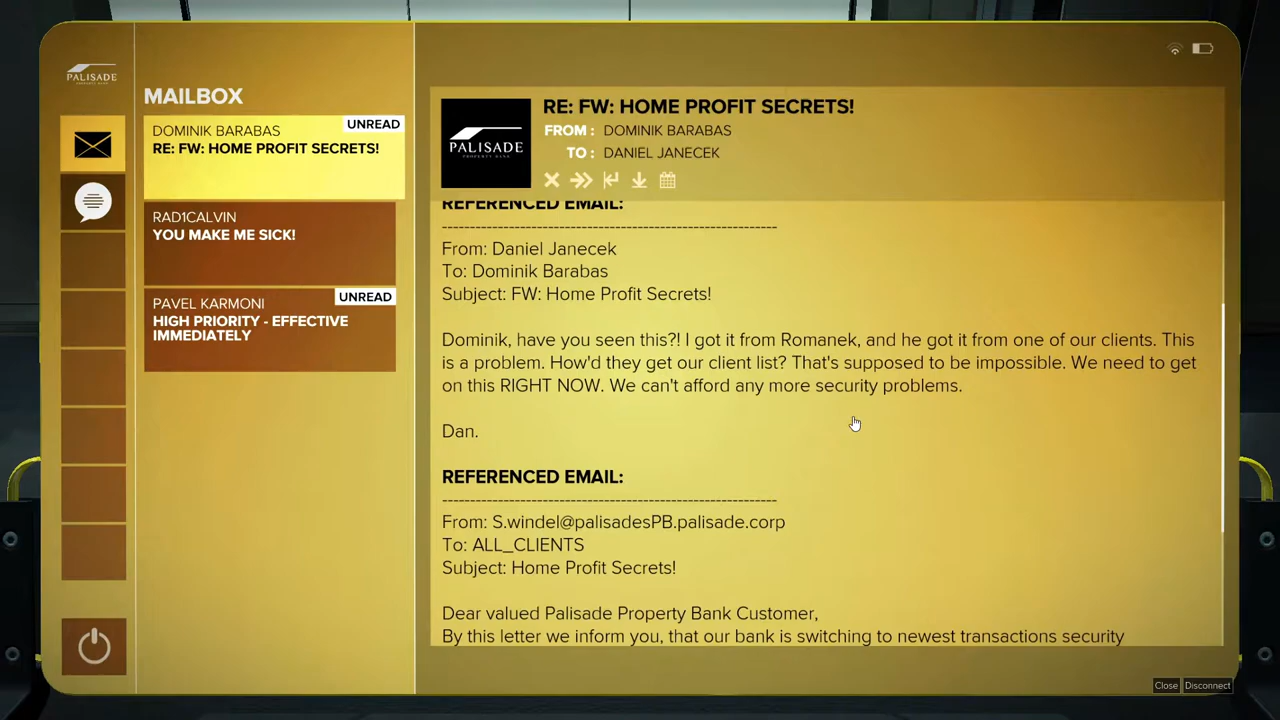 PALISADE
MAILBOX
DOMINIK BARABAS
UNREAD
RE: FW: HOME PROFIT SECRETS!
RAD1CALVIN
YOU MAKE ME SICK!
PAVEL KARMONI
UNREAD
HIGH PRIORITY - EFFECTIVE
IMMEDIATELY
PALISADE
PROPERTY BANK
RE: FW: HOME PROFIT SECRETS!
FROM : DOMINIK BARABAS
TO : DANIEL JANECEK
REFERENCED EMAIL:
------------------------------------------------------------
From: Daniel Janecek
To: Dominik Barabas
Subject: FW: Home Profit Secrets!
Dominik, have you seen this?! I got it from Romanek, and he got it from one of our clients. This
is a problem. How'd they get our client list? That's supposed to be impossible. We need to get
on this RIGHT NOW. We can't afford any more security problems.
Dan.
REFERENCED EMAIL:
------------------------------------------------------------
From: S.windel@palisadesPB.palisade.corp
To: ALL_CLIENTS
Subject: Home Profit Secrets!
Dear valued Palisade Property Bank Customer,
By this letter we inform you, that our bank is switching to newest transactions security
Close
Disconnect